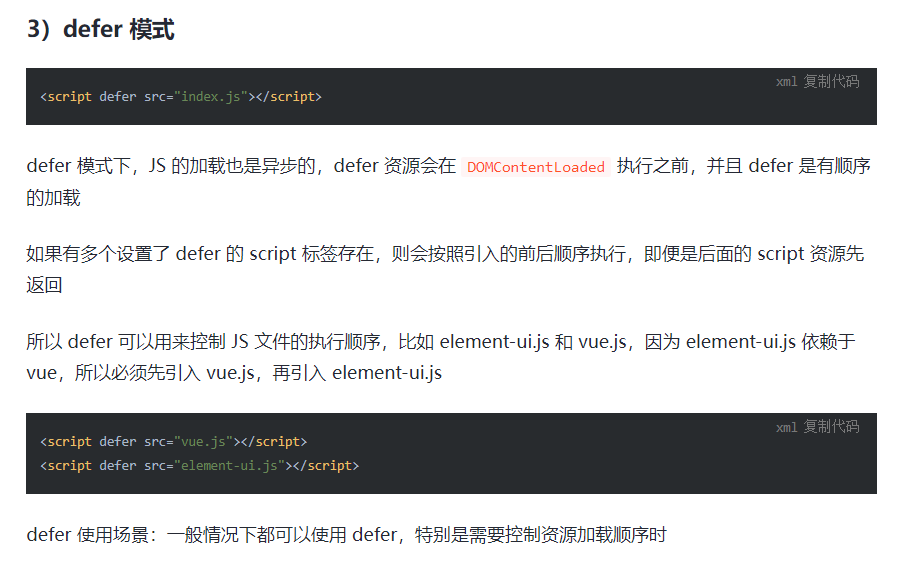 3）defer 模式
xml 复制代码
<script defer src="index.js"></script>
defer 模式下，JS 的加载也是异步的，defer 资源会在 DOMContentLoaded 执行之前，并且 defer 是有顺序
的加载
如果有多个设置了 defer 的 script 标签存在，则会按照引入的前后顺序执行，即便是后面的 script 资源先
返回
所以 defer 可以用来控制 JS 文件的执行顺序，比如 element-ui.js 和 vue.js，因为 element-ui.js 依赖于
vue，所以必须先引入 vue.js，再引入 element-ui.js
xml 复制代码
<script defer src="vue.js"></script>
<script defer src="element-ui.js"></script>
defer 使用场景：一般情况下都可以使用 defer，特别是需要控制资源加载顺序时